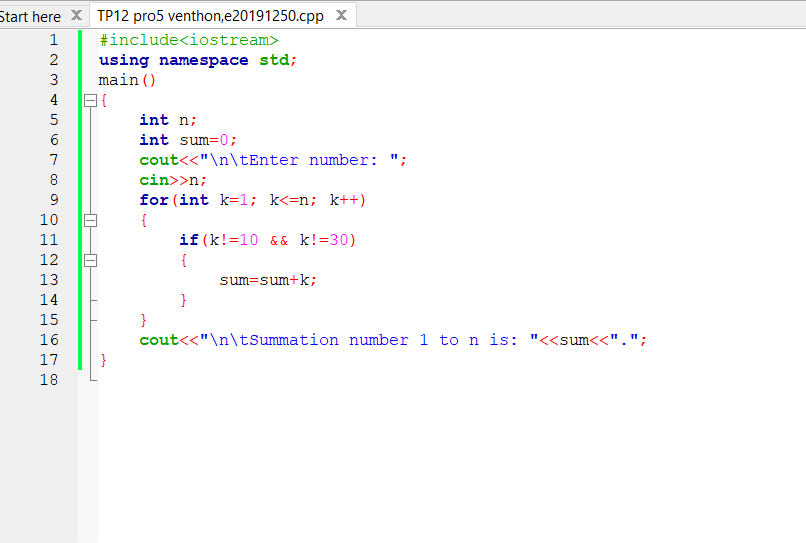 Start here X TP12 pro5 venthon,e20191250.cpp X
1 #include<iostream>
2 using namespace std;
3 main()
4 {
5 int n;
6 int sum=0;
7 cout<<"\n\tEnter number: ";
8 cin>>n;
9 for(int k=1; k<=n; k++)
10 {
11 if(k!=10 && k!=30)
12 {
13 sum=sum+k;
14 }
15 }
16 cout<<"\n\tSummation number 1 to n is: "<<sum<<".";
17 }
18